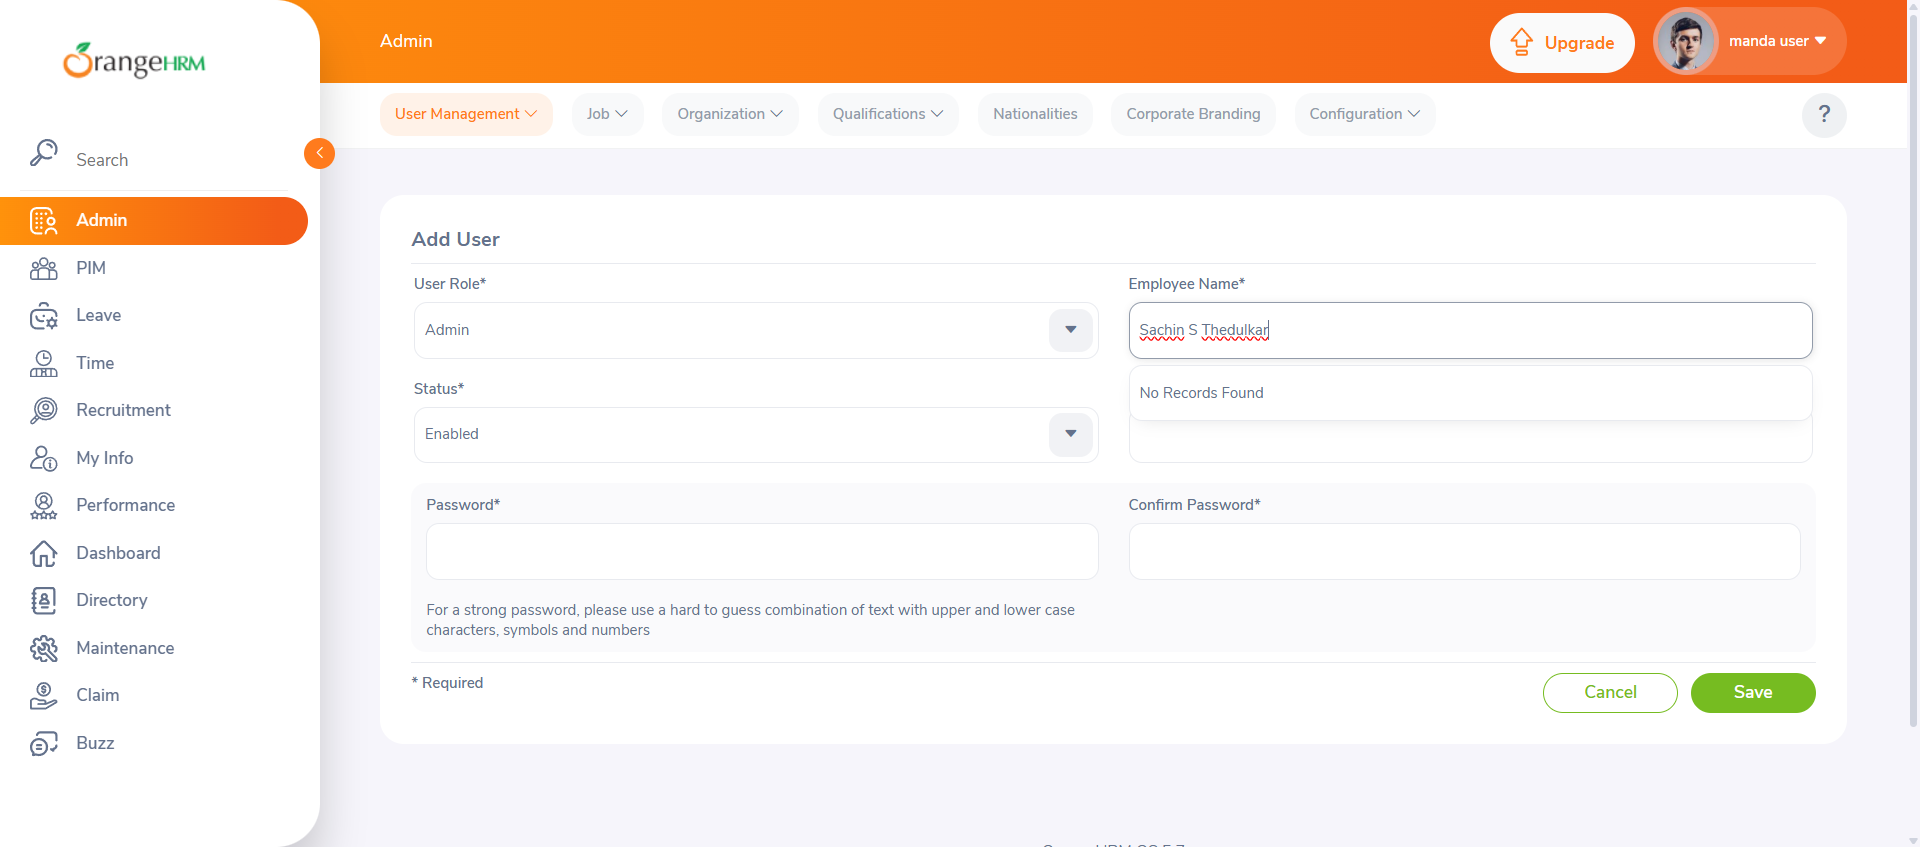 OrangeHRM
Admin
Upgrade
manda user
User Management
Job
Organization
Qualifications
Nationalities
Corporate Branding
Configuration
?
Search
Admin
PIM
Leave
Time
Recruitment
My Info
Performance
Dashboard
Directory
Maintenance
Claim
Buzz
Add User
User Role*
Admin
Employee Name*
Sachin S Thedulkar
No Records Found
Status*
Enabled
Password*
Confirm Password*
For a strong password, please use a hard to guess combination of text with upper and lower case
characters, symbols and numbers
* Required
Cancel
Save